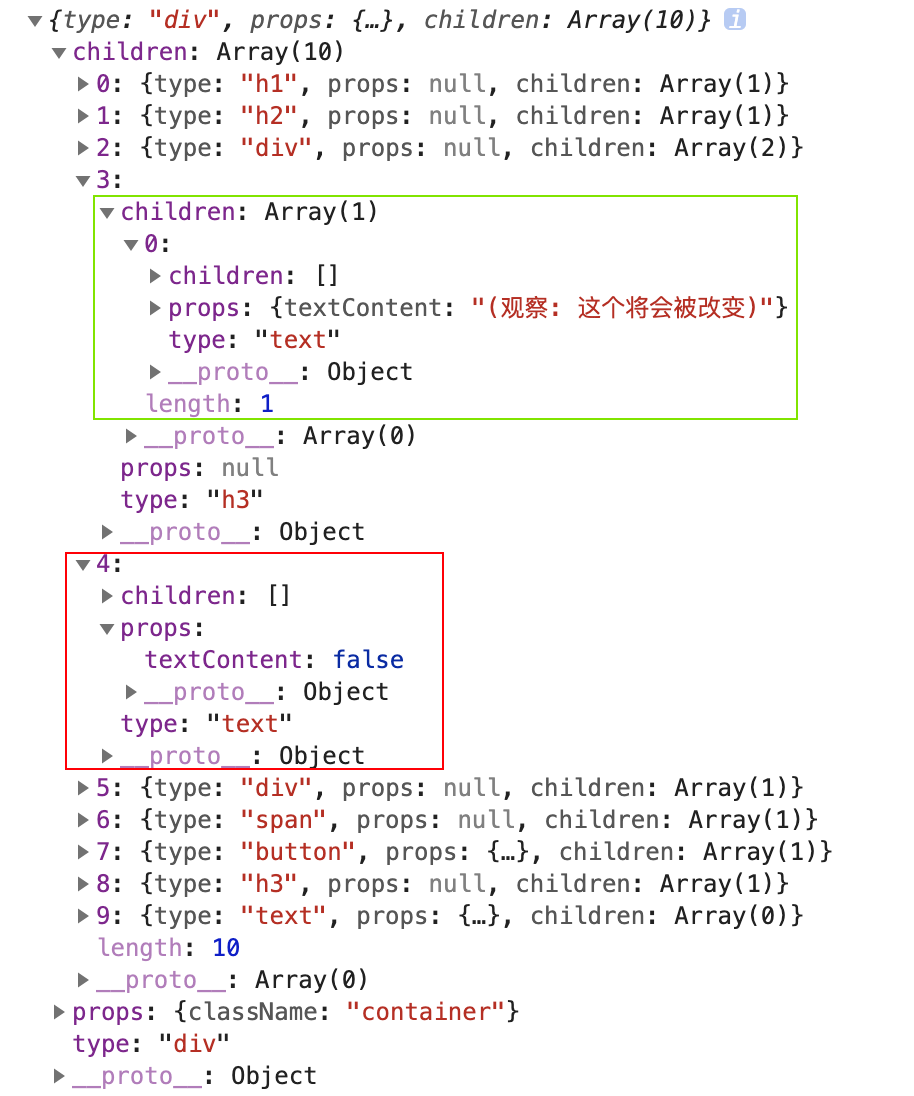 {type: "div", props: {…}, children: Array(10)} i
children: Array(10)
0: {type: "h1", props: null, children: Array(1)}
1: {type: "h2", props: null, children: Array(1)}
2: {type: "div", props: null, children: Array(2)}
3:
children: Array(1)
0:
children: []
props: {textContent: "(观察: 这个将会被改变)"}
type: "text"
__proto__: Object
length: 1
__proto__: Array(0)
props: null
type: "h3"
__proto__: Object
4:
children: []
props:
textContent: false
__proto__: Object
type: "text"
__proto__: Object
5: {type: "div", props: null, children: Array(1)}
6: {type: "span", props: null, children: Array(1)}
7: {type: "button", props: {…}, children: Array(1)}
8: {type: "h3", props: null, children: Array(1)}
9: {type: "text", props: {…}, children: Array(0)}
length: 10
__proto__: Array(0)
props: {className: "container"}
type: "div"
__proto__: Object